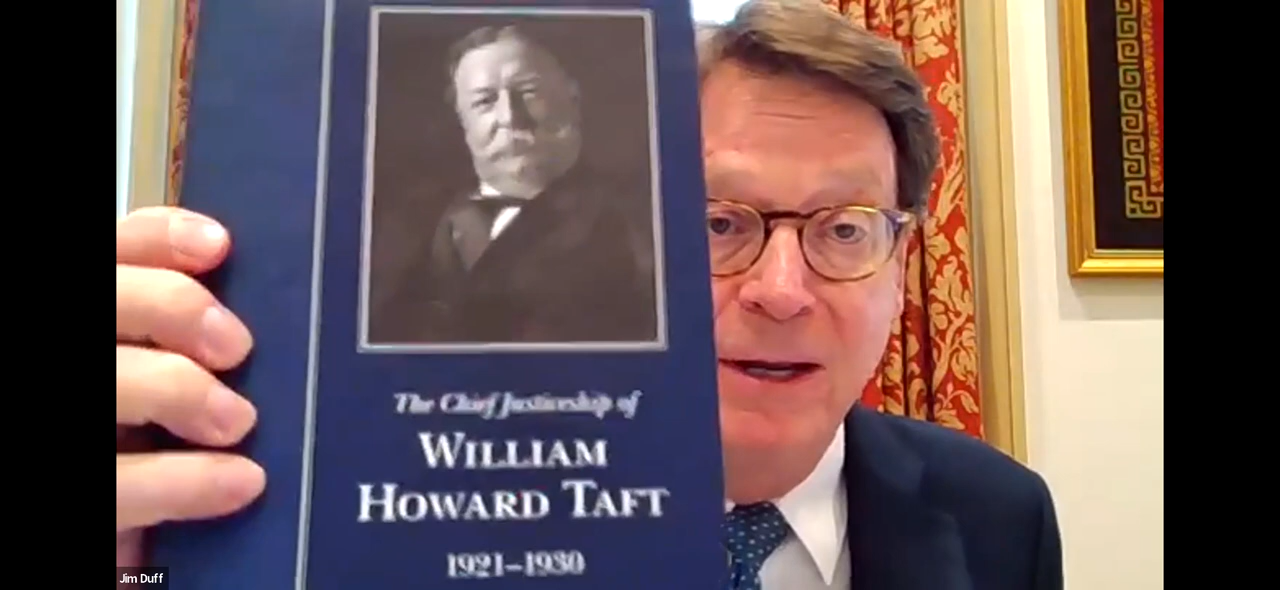 The Chief Justiceship of
WILLIAM
HOWARD TAFT
1921–1930
Jim Duff